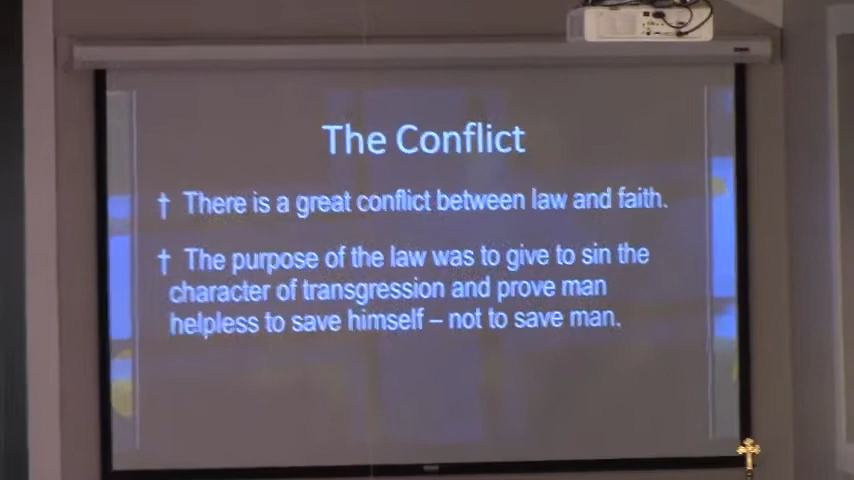 The Conflict
† There is a great conflict between law and faith.
† The purpose of the law was to give to sin the
character of transgression and prove man
helpless to save himself – not to save man.